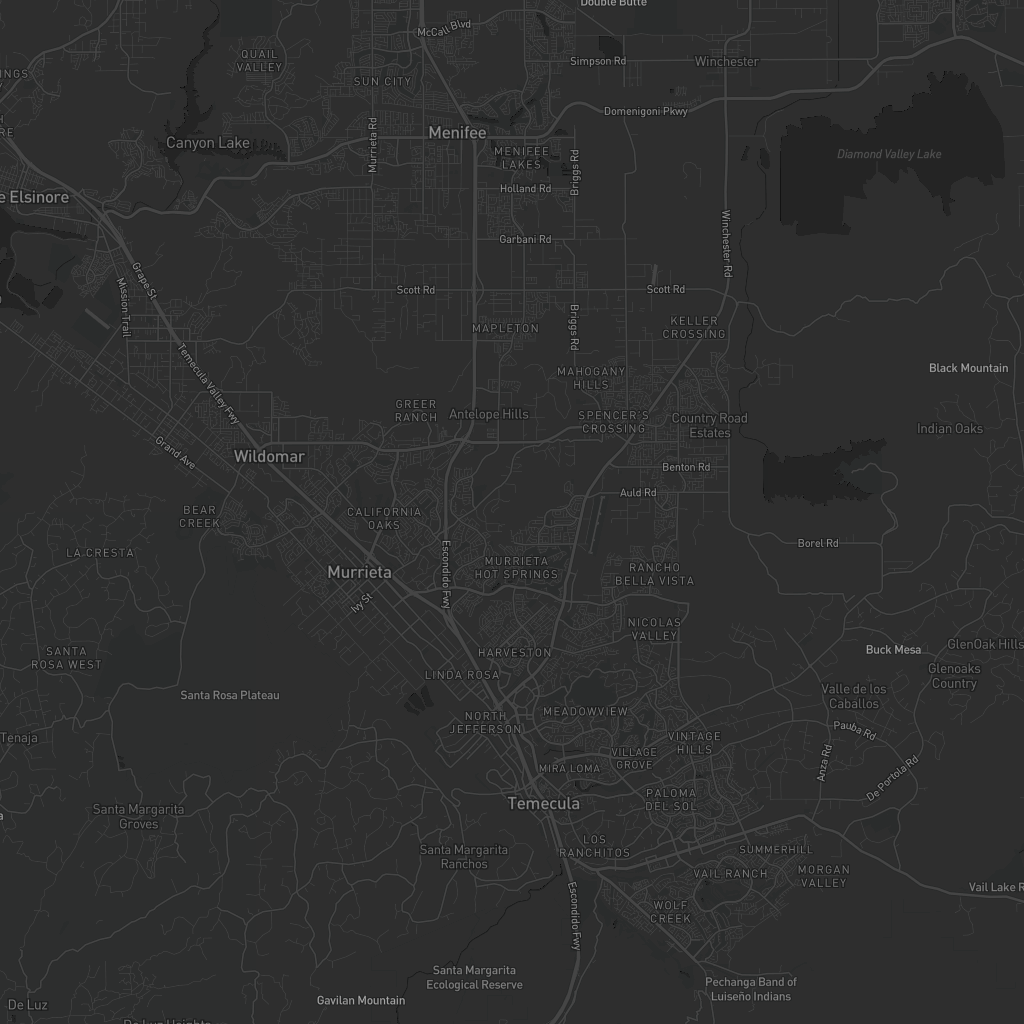 Double Butte
McCall Blvd
QUAIL
VALLEY
Simpson Rd
Winchester
SUN CITY
Domenigoni Pkwy
Menifee
Canyon Lake
Murrieta Rd
MENIFEE
LAKES
Briggs Rd
Diamond Valley Lake
Holland Rd
Elsinore
Winchester Rd
Garbani Rd
Grape St
Mission Trail
Scott Rd
Scott Rd
MAPLETON
Briggs Rd
KELLER
CROSSING
Temecula Valley Fwy
MAHOGANY
HILLS
Black Mountain
GREER
RANCH
Antelope Hills
SPENCER'S
CROSSING
Country Road
Estates
Indian Oaks
Grand Ave
Wildomar
Benton Rd
Auld Rd
BEAR
CREEK
CALIFORNIA
OAKS
LA CRESTA
Borel Rd
Escondido Fwy
Murrieta
MURRIETA
HOT SPRINGS
RANCHO
BELLA VISTA
Ivy St
NICOLAS
VALLEY
SANTA
ROSA WEST
HARVESTON
Buck Mesa
GlenOak Hills
LINDA ROSA
Glenoaks
Country
Santa Rosa Plateau
Valle de los
Caballos
NORTH
JEFFERSON
MEADOWVIEW
Tenaja
Pauba Rd
VINTAGE
HILLS
VILLAGE
GROVE
Anza Rd
MIRA LOMA
De Portola Rd
Temecula
PALOMA
DEL SOL
Santa Margarita
Groves
LOS
RANCHITOS
Santa Margarita
Ranchos
SUMMERHILL
VAIL RANCH
MORGAN
VALLEY
Vail Lake R
Escondido Fwy
WOLF
CREEK
Santa Margarita
Ecological Reserve
Pechanga Band of
Luiseño Indians
De Luz
Gavilan Mountain
De Luz Heights